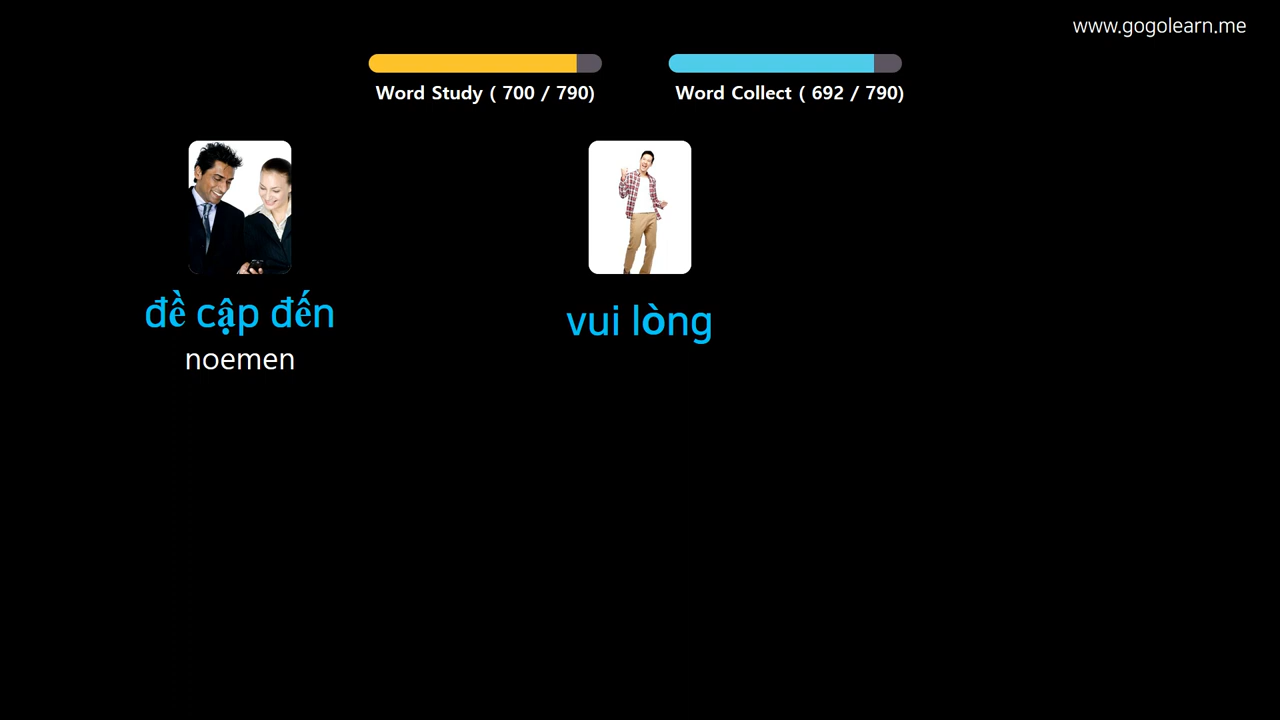 www.gogolearn.me
Word Study ( 700 / 790)
Word Collect ( 692 / 790)
đề cập đến
noemen
vui lòng